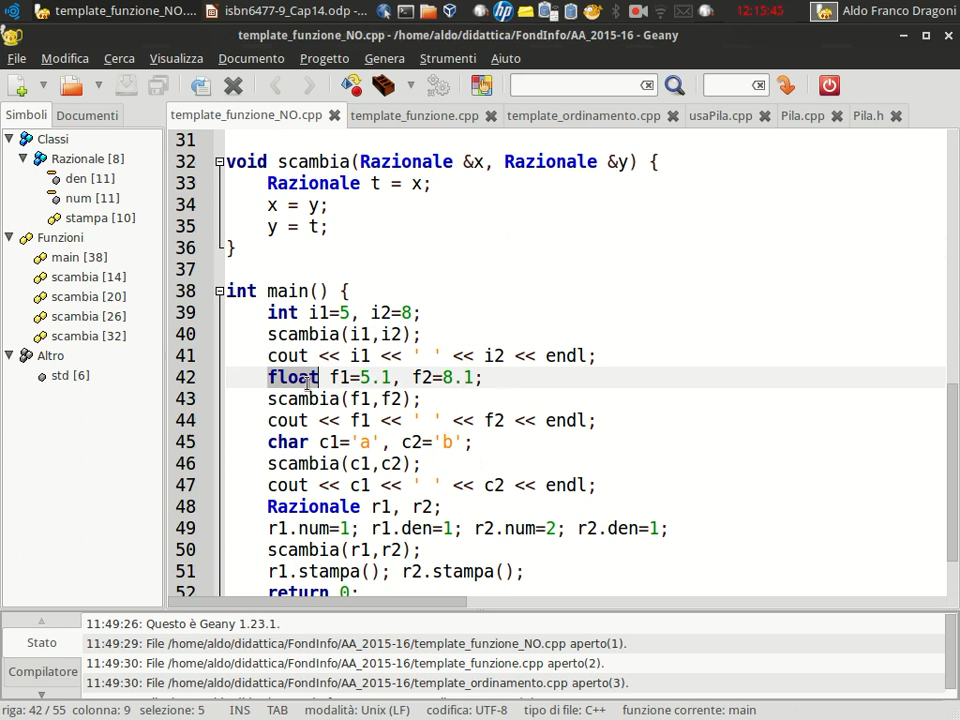 template_funzione_NO....
isbn6477-9_Cap14.odp -...
12:15:45
Aldo Franco Dragoni
template_funzione_NO.cpp - /home/aldo/didattica/FondInfo/AA_2015-16 - Geany
File Modifica Cerca Visualizza Documento Progetto Genera Strumenti Aiuto
Simboli Documenti
template_funzione_NO.cpp template_funzione.cpp template_ordinamento.cpp usaPila.cpp Pila.cpp Pila.h
Classi
Razionale [8]
den [11]
num [11]
stampa [10]
Funzioni
main [38]
scambia [14]
scambia [20]
scambia [26]
scambia [32]
Altro
std [6]
31
32 void scambia(Razionale &x, Razionale &y) {
33 Razionale t = x;
34 x = y;
35 y = t;
36 }
37
38 int main() {
39 int i1=5, i2=8;
40 scambia(i1,i2);
41 cout << i1 << ' ' << i2 << endl;
42 float f1=5.1, f2=8.1;
43 scambia(f1,f2);
44 cout << f1 << ' ' << f2 << endl;
45 char c1='a', c2='b';
46 scambia(c1,c2);
47 cout << c1 << ' ' << c2 << endl;
48 Razionale r1, r2;
49 r1.num=1; r1.den=1; r2.num=2; r2.den=1;
50 scambia(r1,r2);
51 r1.stampa(); r2.stampa();
52 return 0;
Stato
Compilatore
11:49:26: Questo è Geany 1.23.1.
11:49:29: File /home/aldo/didattica/FondInfo/AA_2015-16/template_funzione_NO.cpp aperto(1).
11:49:30: File /home/aldo/didattica/FondInfo/AA_2015-16/template_funzione.cpp aperto(2).
11:49:30: File /home/aldo/didattica/FondInfo/AA_2015-16/template_ordinamento.cpp aperto(3).
riga: 42 / 55 colonna: 9 selezione: 5 INS TAB modalità: Unix (LF) codifica: UTF-8 tipo di file: C++ funzione corrente: main